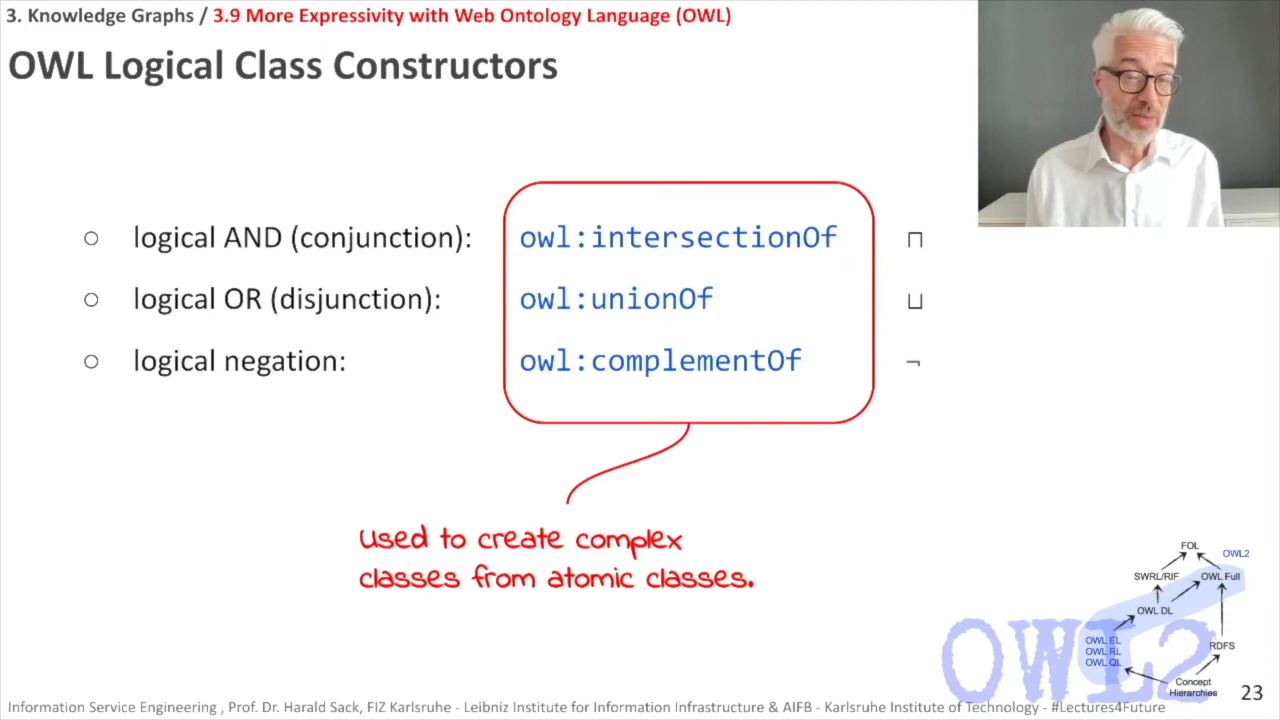 3. Knowledge Graphs / 3.9 More Expressivity with Web Ontology Language (OWL)
OWL Logical Class Constructors
○ logical AND (conjunction): owl:intersectionOf ⊓
○ logical OR (disjunction): owl:unionOf ⊔
○ logical negation: owl:complementOf ¬
Used to create complex
classes from atomic classes.
FOL
OWL2
SWRL/RIF
OWL Full
OWL DL
OWL EL
OWL RL
OWL QL
RDFS
Concept
Hierarchies
OWL2
23
Information Service Engineering , Prof. Dr. Harald Sack, FIZ Karlsruhe - Leibniz Institute for Information Infrastructure & AIFB - Karlsruhe Institute of Technology - #Lectures4Future